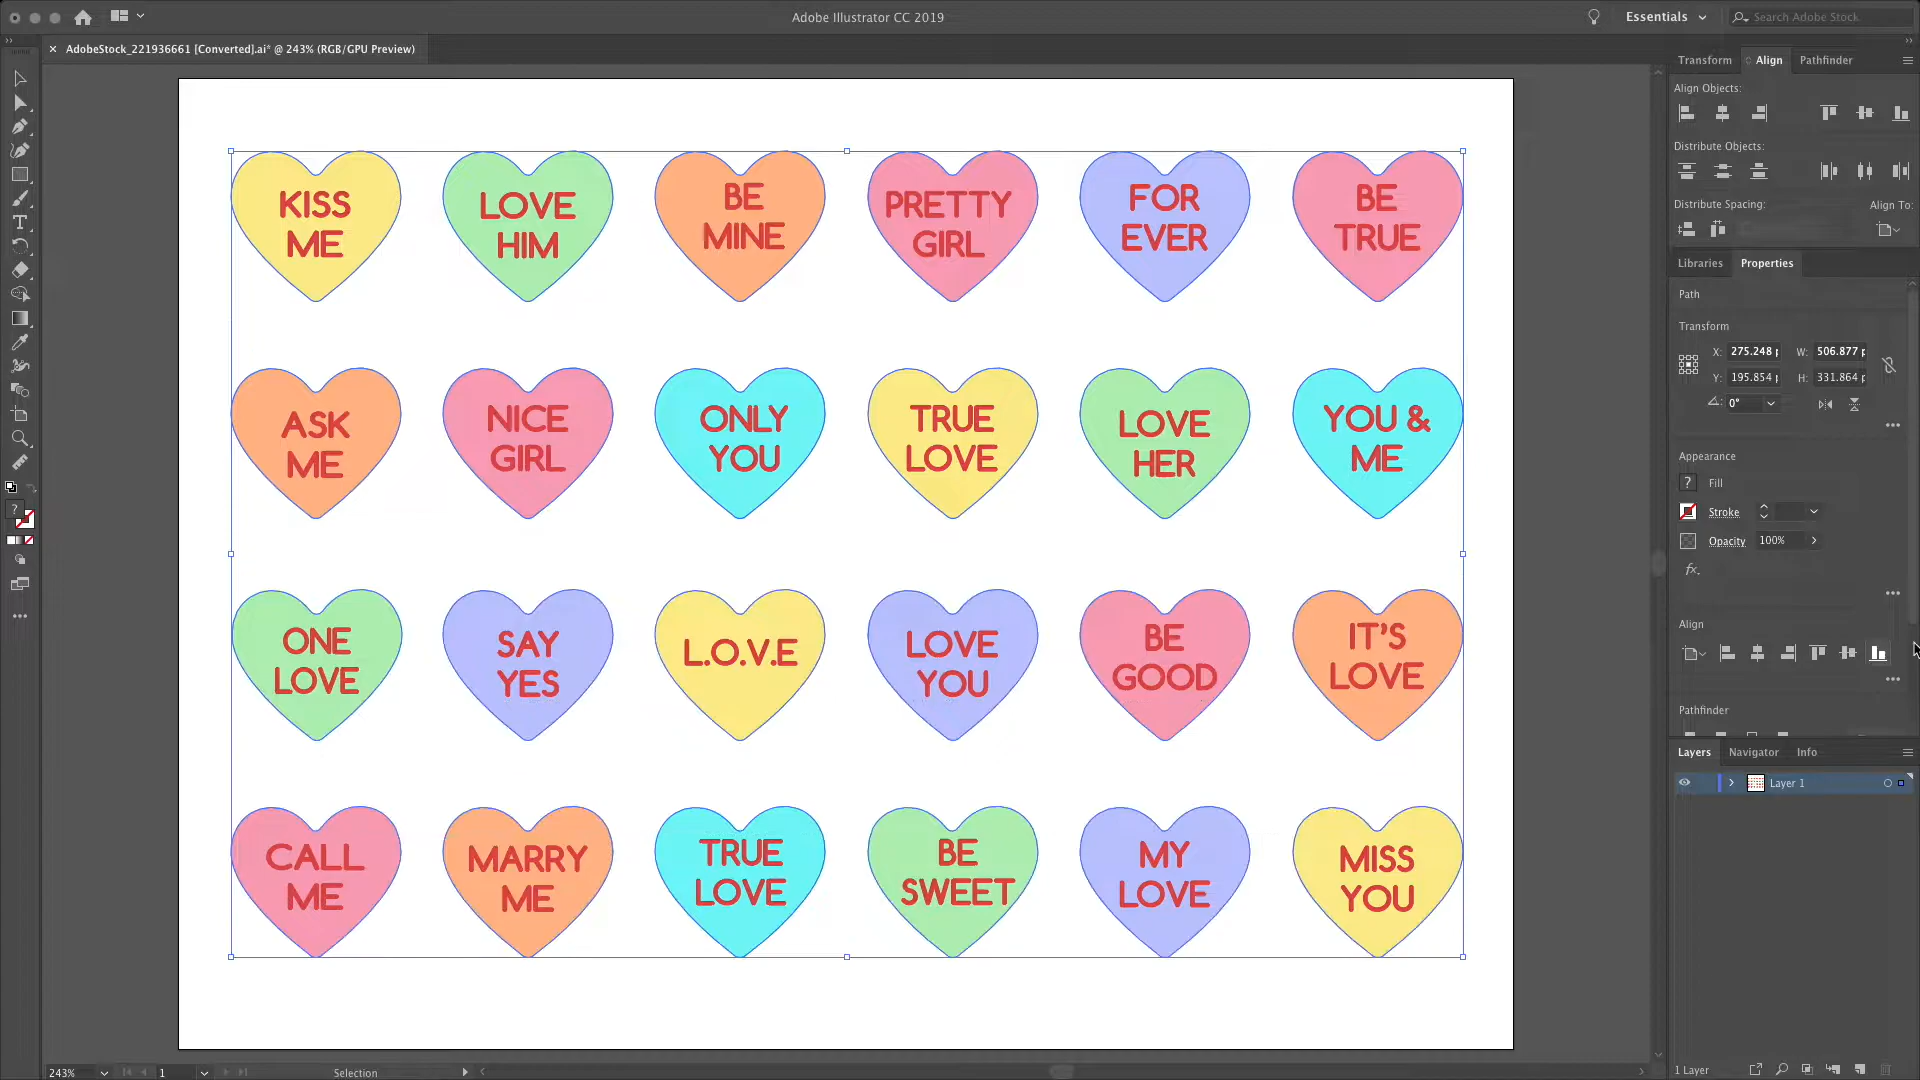 Adobe Illustrator CC 2019
Essentials
Search Adobe Stock
AdobeStock_221936661 [Converted].ai* @ 243% (RGB/GPU Preview)
Transform
Align
Pathfinder
Align Objects:
Distribute Objects:
Distribute Spacing:
Align To:
Libraries
Properties
Path
Transform
X: 275.248 p
W: 506.877 p
Y: 195.854 p
H: 331.864 p
0°
Appearance
? Fill
Stroke
Opacity 100%
fx.
Align
Pathfinder
Layers
Navigator
Info
Layer 1
1 Layer
KISS
ME
LOVE
HIM
BE
MINE
PRETTY
GIRL
FOR
EVER
BE
TRUE
ASK
ME
NICE
GIRL
ONLY
YOU
TRUE
LOVE
LOVE
HER
YOU &
ME
ONE
LOVE
SAY
YES
L.O.V.E
LOVE
YOU
BE
GOOD
IT'S
LOVE
CALL
ME
MARRY
ME
TRUE
LOVE
BE
SWEET
MY
LOVE
MISS
YOU
243%
1
Selection